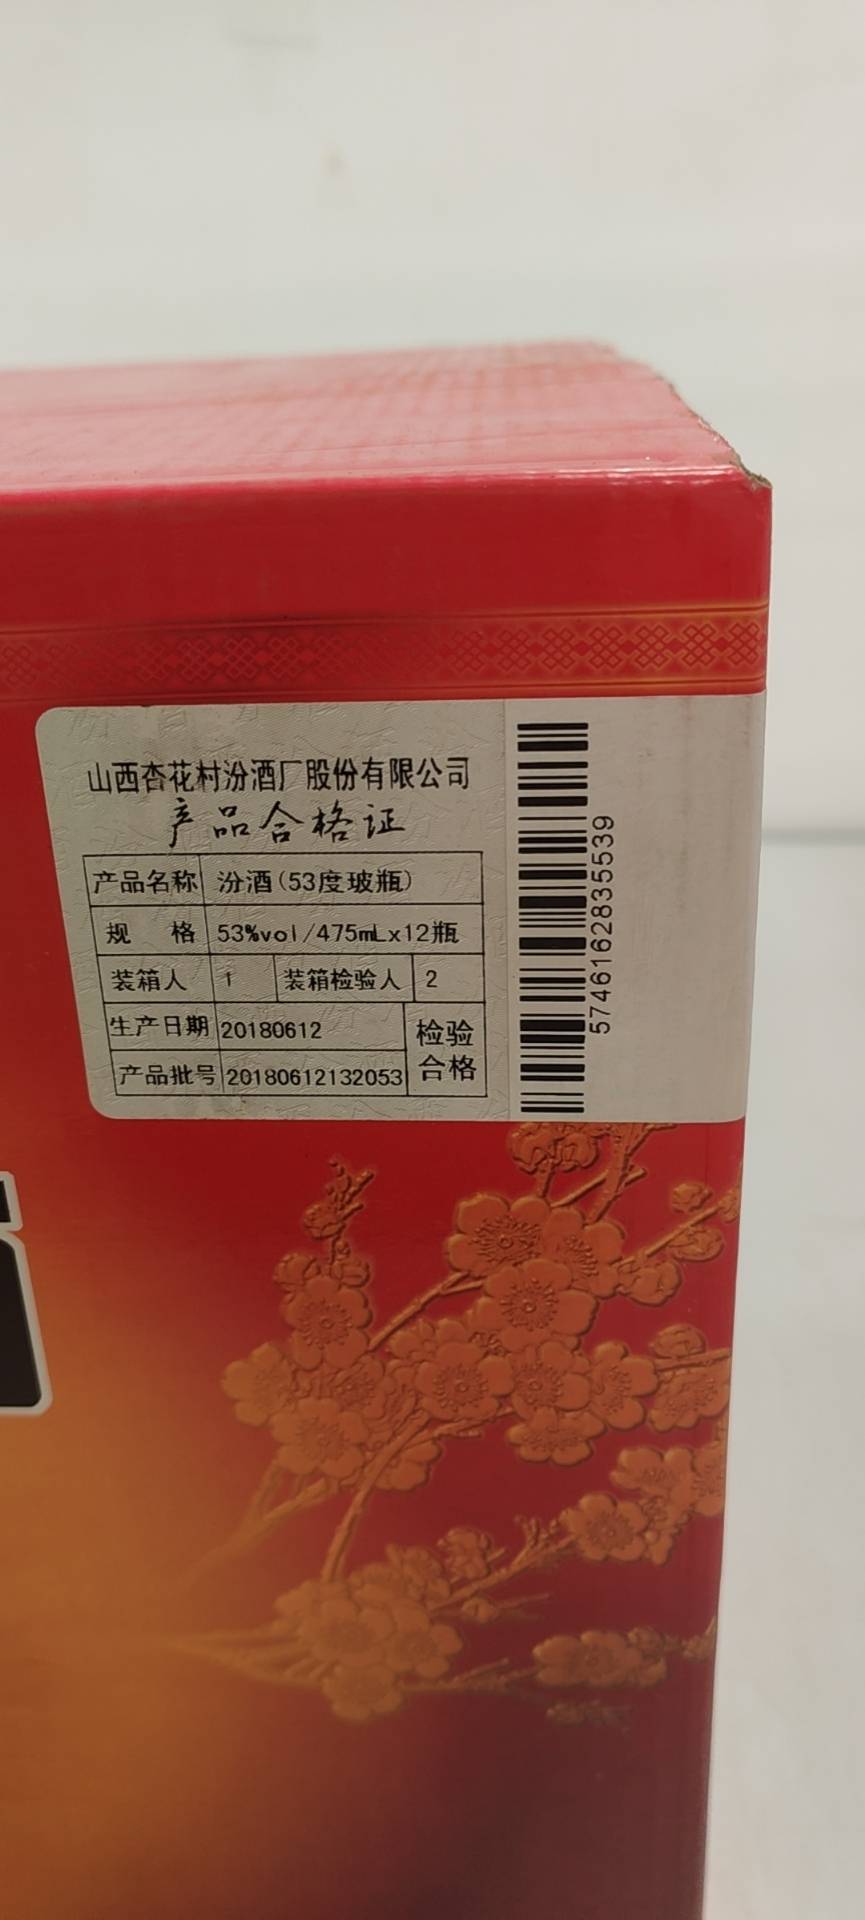 山西杏花村汾酒厂股份有限公司
产品合格证
产品名称 汾酒(53度玻瓶)
规 格 53%vol/475mLx12瓶
装箱人 1 装箱检验人 2
生产日期 20180612
检验合格
产品批号 20180612132053
5746162835539